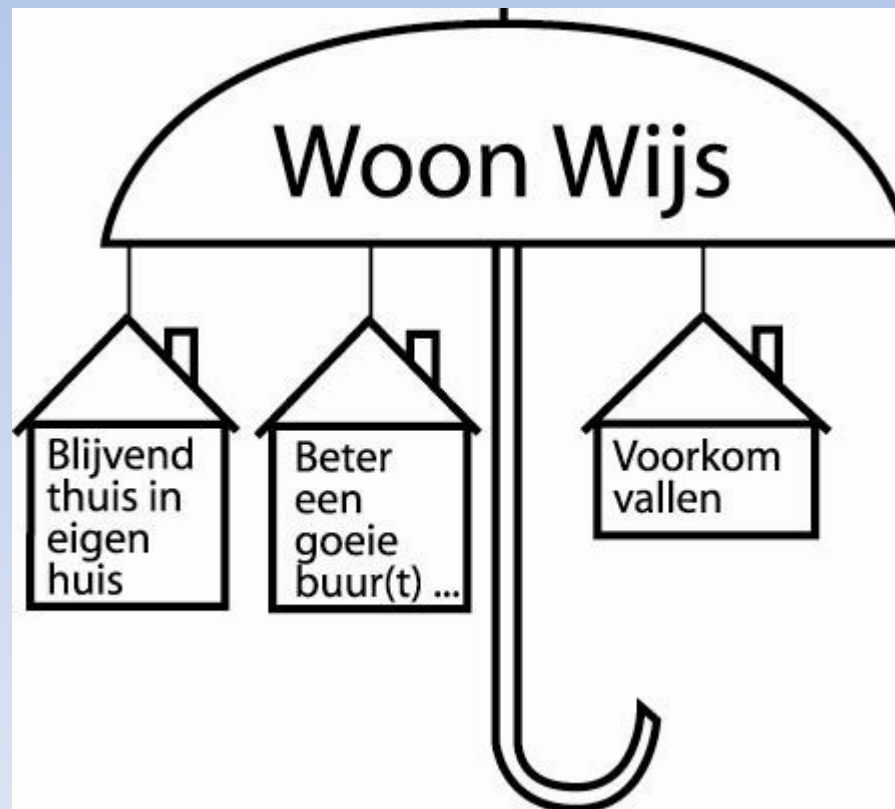 Woon Wijs
Blijvend
thuis in
eigen
huis
Beter
een
goeie
buur(t) ...
Voorkom
vallen